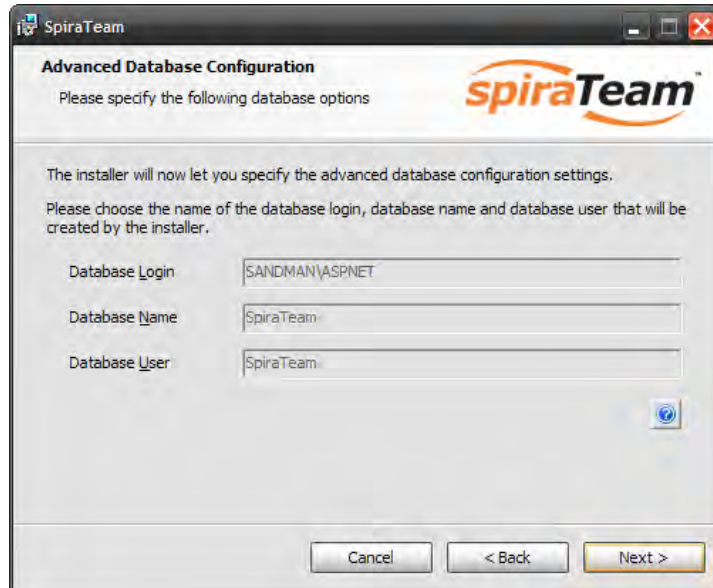 SpiraTeam
Advanced Database Configuration
Please specify the following database options
spiraTeam™
The installer will now let you specify the advanced database configuration settings.
Please choose the name of the database login, database name and database user that will be
created by the installer.
Database Login
SANDMAN\ASPNET
Database Name
SpiraTeam
Database User
SpiraTeam
Cancel
< Back
Next >